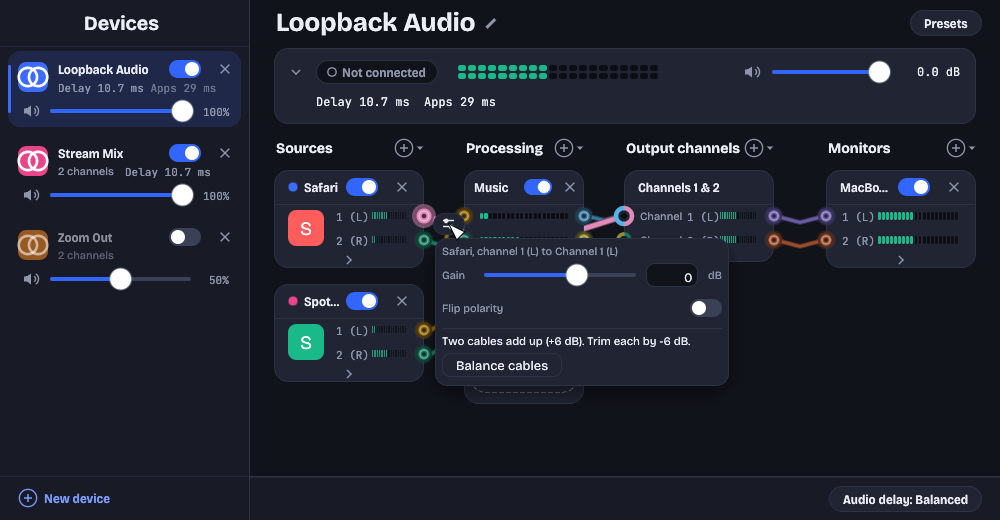 Devices
Loopback Audio
Delay 10.7 ms Apps 29 ms
100%
Stream Mix
2 channels Delay 10.7 ms
100%
Zoom Out
2 channels
50%
New device
Loopback Audio
Presets
Not connected
0.0 dB
Delay 10.7 ms Apps 29 ms
Sources
Processing
Output channels
Monitors
Safari
S
1 (L)
2 (R)
Music
Channels 1 & 2
Channel 1 (L)
MacBo...
1 (L)
2 (R)
Spot...
S
1 (L)
2 (R)
Safari, channel 1 (L) to Channel 1 (L)
Gain
0
dB
Flip polarity
Two cables add up (+6 dB). Trim each by -6 dB.
Balance cables
Audio delay: Balanced